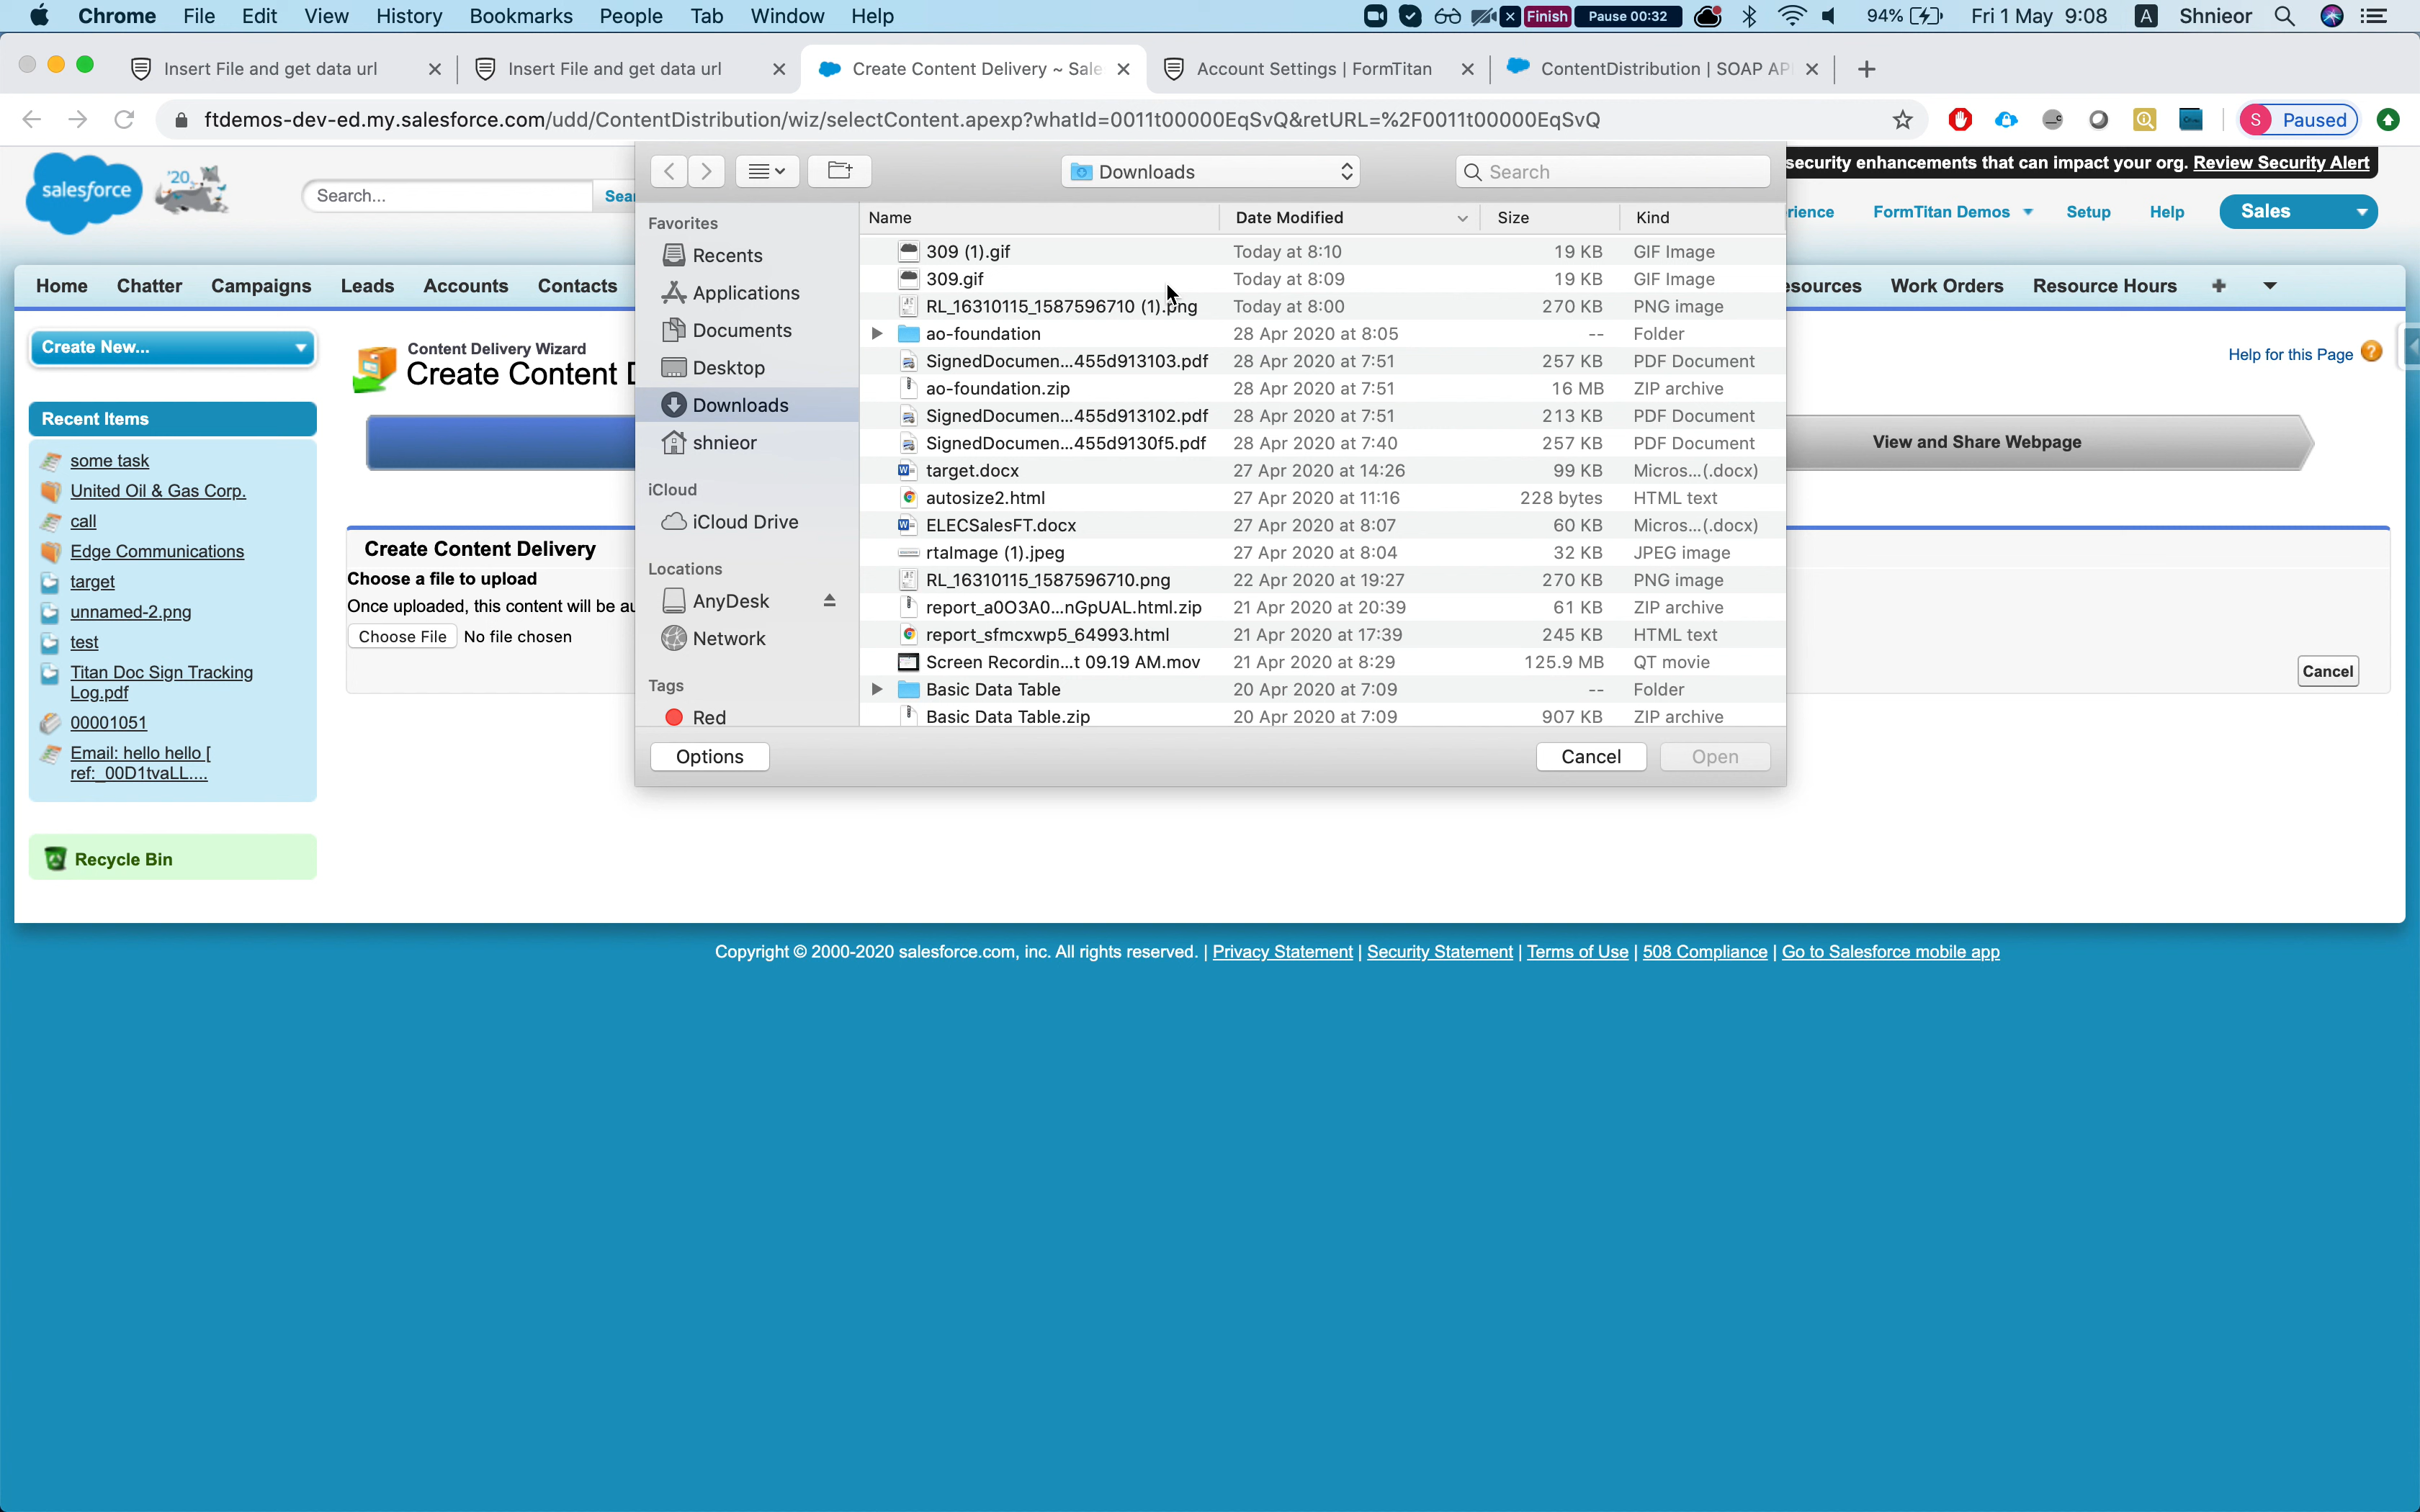 Chrome File Edit View History Bookmarks People Tab Window Help
Finish Pause 00:32 94% Fri 1 May 9:08 A Shnieor
Insert File and get data url
Insert File and get data url
Create Content Delivery ~ Sale
Account Settings | FormTitan
ContentDistribution | SOAP AP
ftdemos-dev-ed.my.salesforce.com/udd/ContentDistribution/wiz/selectContent.apexp?whatId=0011t00000EqSvQ&retURL=%2F0011t00000EqSvQ
S Paused
salesforce
'20
Search...
Sear
security enhancements that can impact your org. Review Security Alert
rience FormTitan Demos Setup Help Sales
Home Chatter Campaigns Leads Accounts Contacts
esources Work Orders Resource Hours +
Create New...
Recent Items
some task
United Oil & Gas Corp.
call
Edge Communications
target
unnamed-2.png
test
Titan Doc Sign Tracking
Log.pdf
00001051
Email: hello hello [
ref:_00D1tvaLL....
Recycle Bin
Content Delivery Wizard
Create Content D
Help for this Page ?
View and Share Webpage
Create Content Delivery
Choose a file to upload
Once uploaded, this content will be au
Choose File No file chosen
Cancel
Downloads
Search
Favorites
Recents
Applications
Documents
Desktop
Downloads
shnieor
iCloud
iCloud Drive
Locations
AnyDesk
Network
Tags
Red
Name Date Modified Size Kind
309 (1).gif Today at 8:10 19 KB GIF Image
309.gif Today at 8:09 19 KB GIF Image
RL_16310115_1587596710 (1).png Today at 8:00 270 KB PNG image
ao-foundation 28 Apr 2020 at 8:05 -- Folder
SignedDocumen...455d913103.pdf 28 Apr 2020 at 7:51 257 KB PDF Document
ao-foundation.zip 28 Apr 2020 at 7:51 16 MB ZIP archive
SignedDocumen...455d913102.pdf 28 Apr 2020 at 7:51 213 KB PDF Document
SignedDocumen...455d9130f5.pdf 28 Apr 2020 at 7:40 257 KB PDF Document
target.docx 27 Apr 2020 at 14:26 99 KB Micros...(.docx)
autosize2.html 27 Apr 2020 at 11:16 228 bytes HTML text
ELECSalesFT.docx 27 Apr 2020 at 8:07 60 KB Micros...(.docx)
rtaImage (1).jpeg 27 Apr 2020 at 8:04 32 KB JPEG image
RL_16310115_1587596710.png 22 Apr 2020 at 19:27 270 KB PNG image
report_a0O3A0...nGpUAL.html.zip 21 Apr 2020 at 20:39 61 KB ZIP archive
report_sfmcxwp5_64993.html 21 Apr 2020 at 17:39 245 KB HTML text
Screen Recordin...t 09.19 AM.mov 21 Apr 2020 at 8:29 125.9 MB QT movie
Basic Data Table 20 Apr 2020 at 7:09 -- Folder
Basic Data Table.zip 20 Apr 2020 at 7:09 907 KB ZIP archive
Options Cancel Open
Copyright © 2000-2020 salesforce.com, inc. All rights reserved. | Privacy Statement | Security Statement | Terms of Use | 508 Compliance | Go to Salesforce mobile app